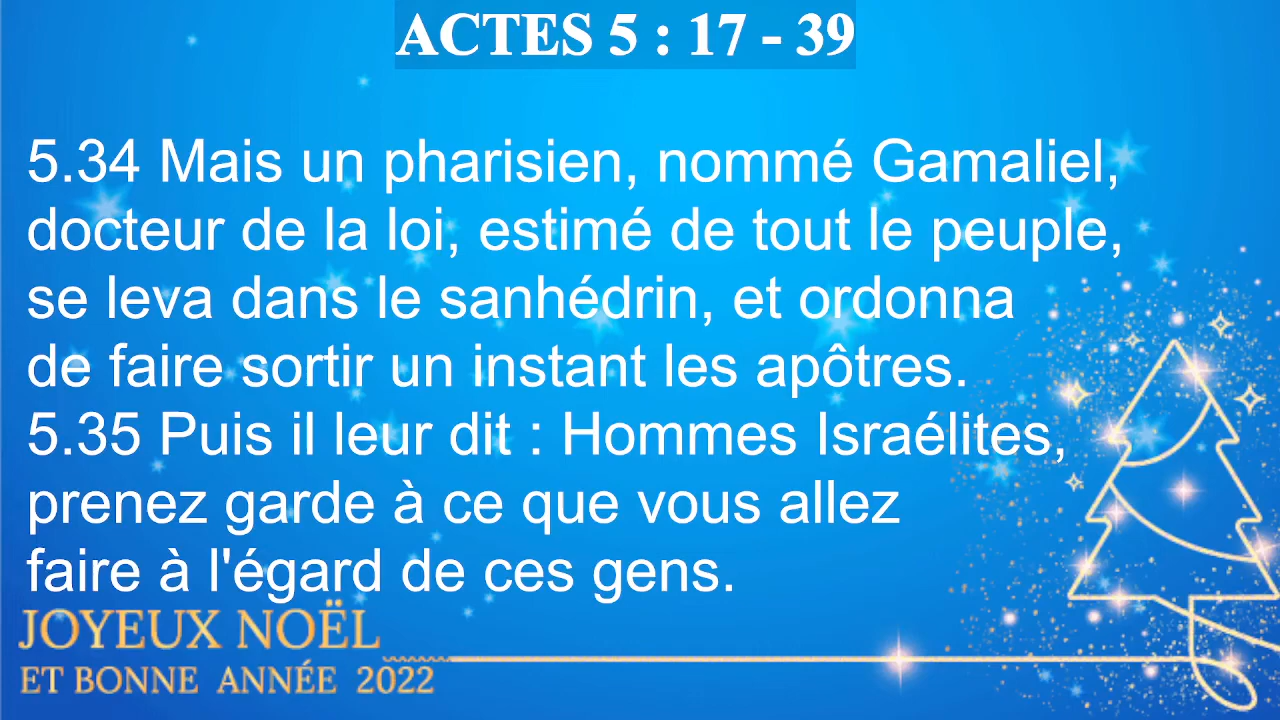 ACTES 5 : 17 - 39
5.34 Mais un pharisien, nommé Gamaliel,
docteur de la loi, estimé de tout le peuple,
se leva dans le sanhédrin, et ordonna
de faire sortir un instant les apôtres.
5.35 Puis il leur dit : Hommes Israélites,
prenez garde à ce que vous allez
faire à l'égard de ces gens.
JOYEUX NOËL
ET BONNE ANNÉE 2022